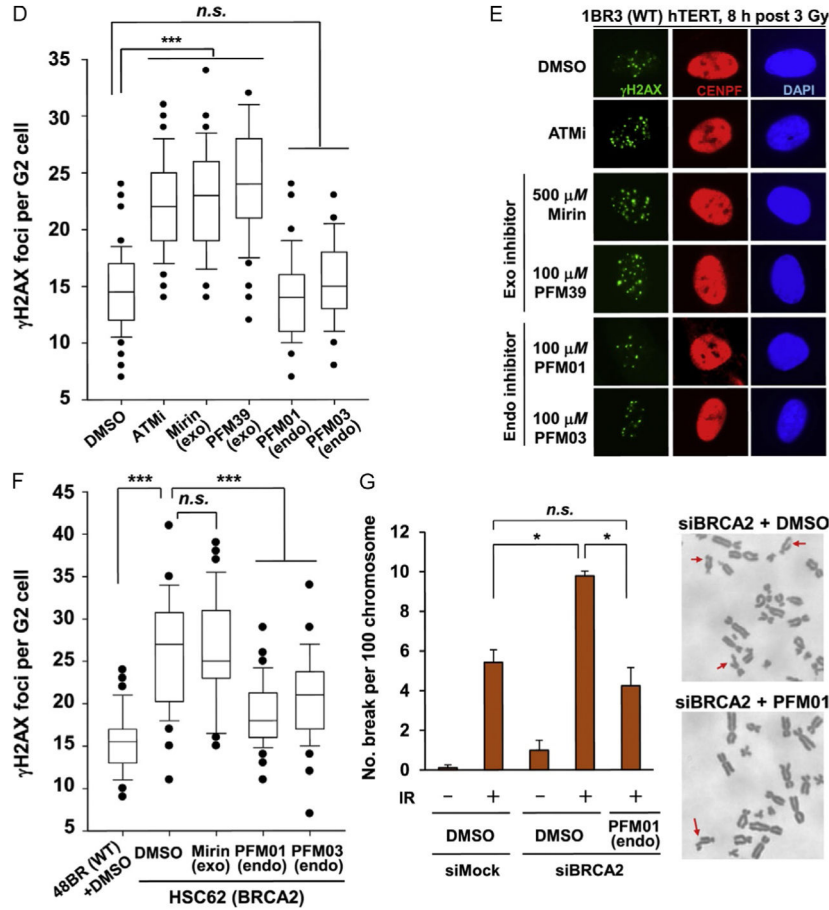 D
n.s.
***
35
30
25
20
15
10
5
γH2AX foci per G2 cell
DMSO
ATMi
Mirin (exo)
PFM39 (exo)
PFM01 (endo)
PFM03 (endo)
E
1BR3 (WT) hTERT, 8 h post 3 Gy
DMSO
γH2AX CENPF DAPI
ATMi
Exo inhibitor
500 μM
Mirin
100 μM
PFM39
Endo inhibitor
100 μM
PFM01
100 μM
PFM03
F
*** ***
n.s.
45
40
35
30
25
20
15
10
5
γH2AX foci per G2 cell
48BR (WT)
+DMSO
DMSO
Mirin
(exo)
PFM01
(endo)
PFM03
(endo)
HSC62 (BRCA2)
G
n.s.
* *
12
10
8
6
4
2
0
No. break per 100 chromosome
IR − + − + +
DMSO DMSO PFM01
(endo)
siMock siBRCA2
siBRCA2 + DMSO
siBRCA2 + PFM01